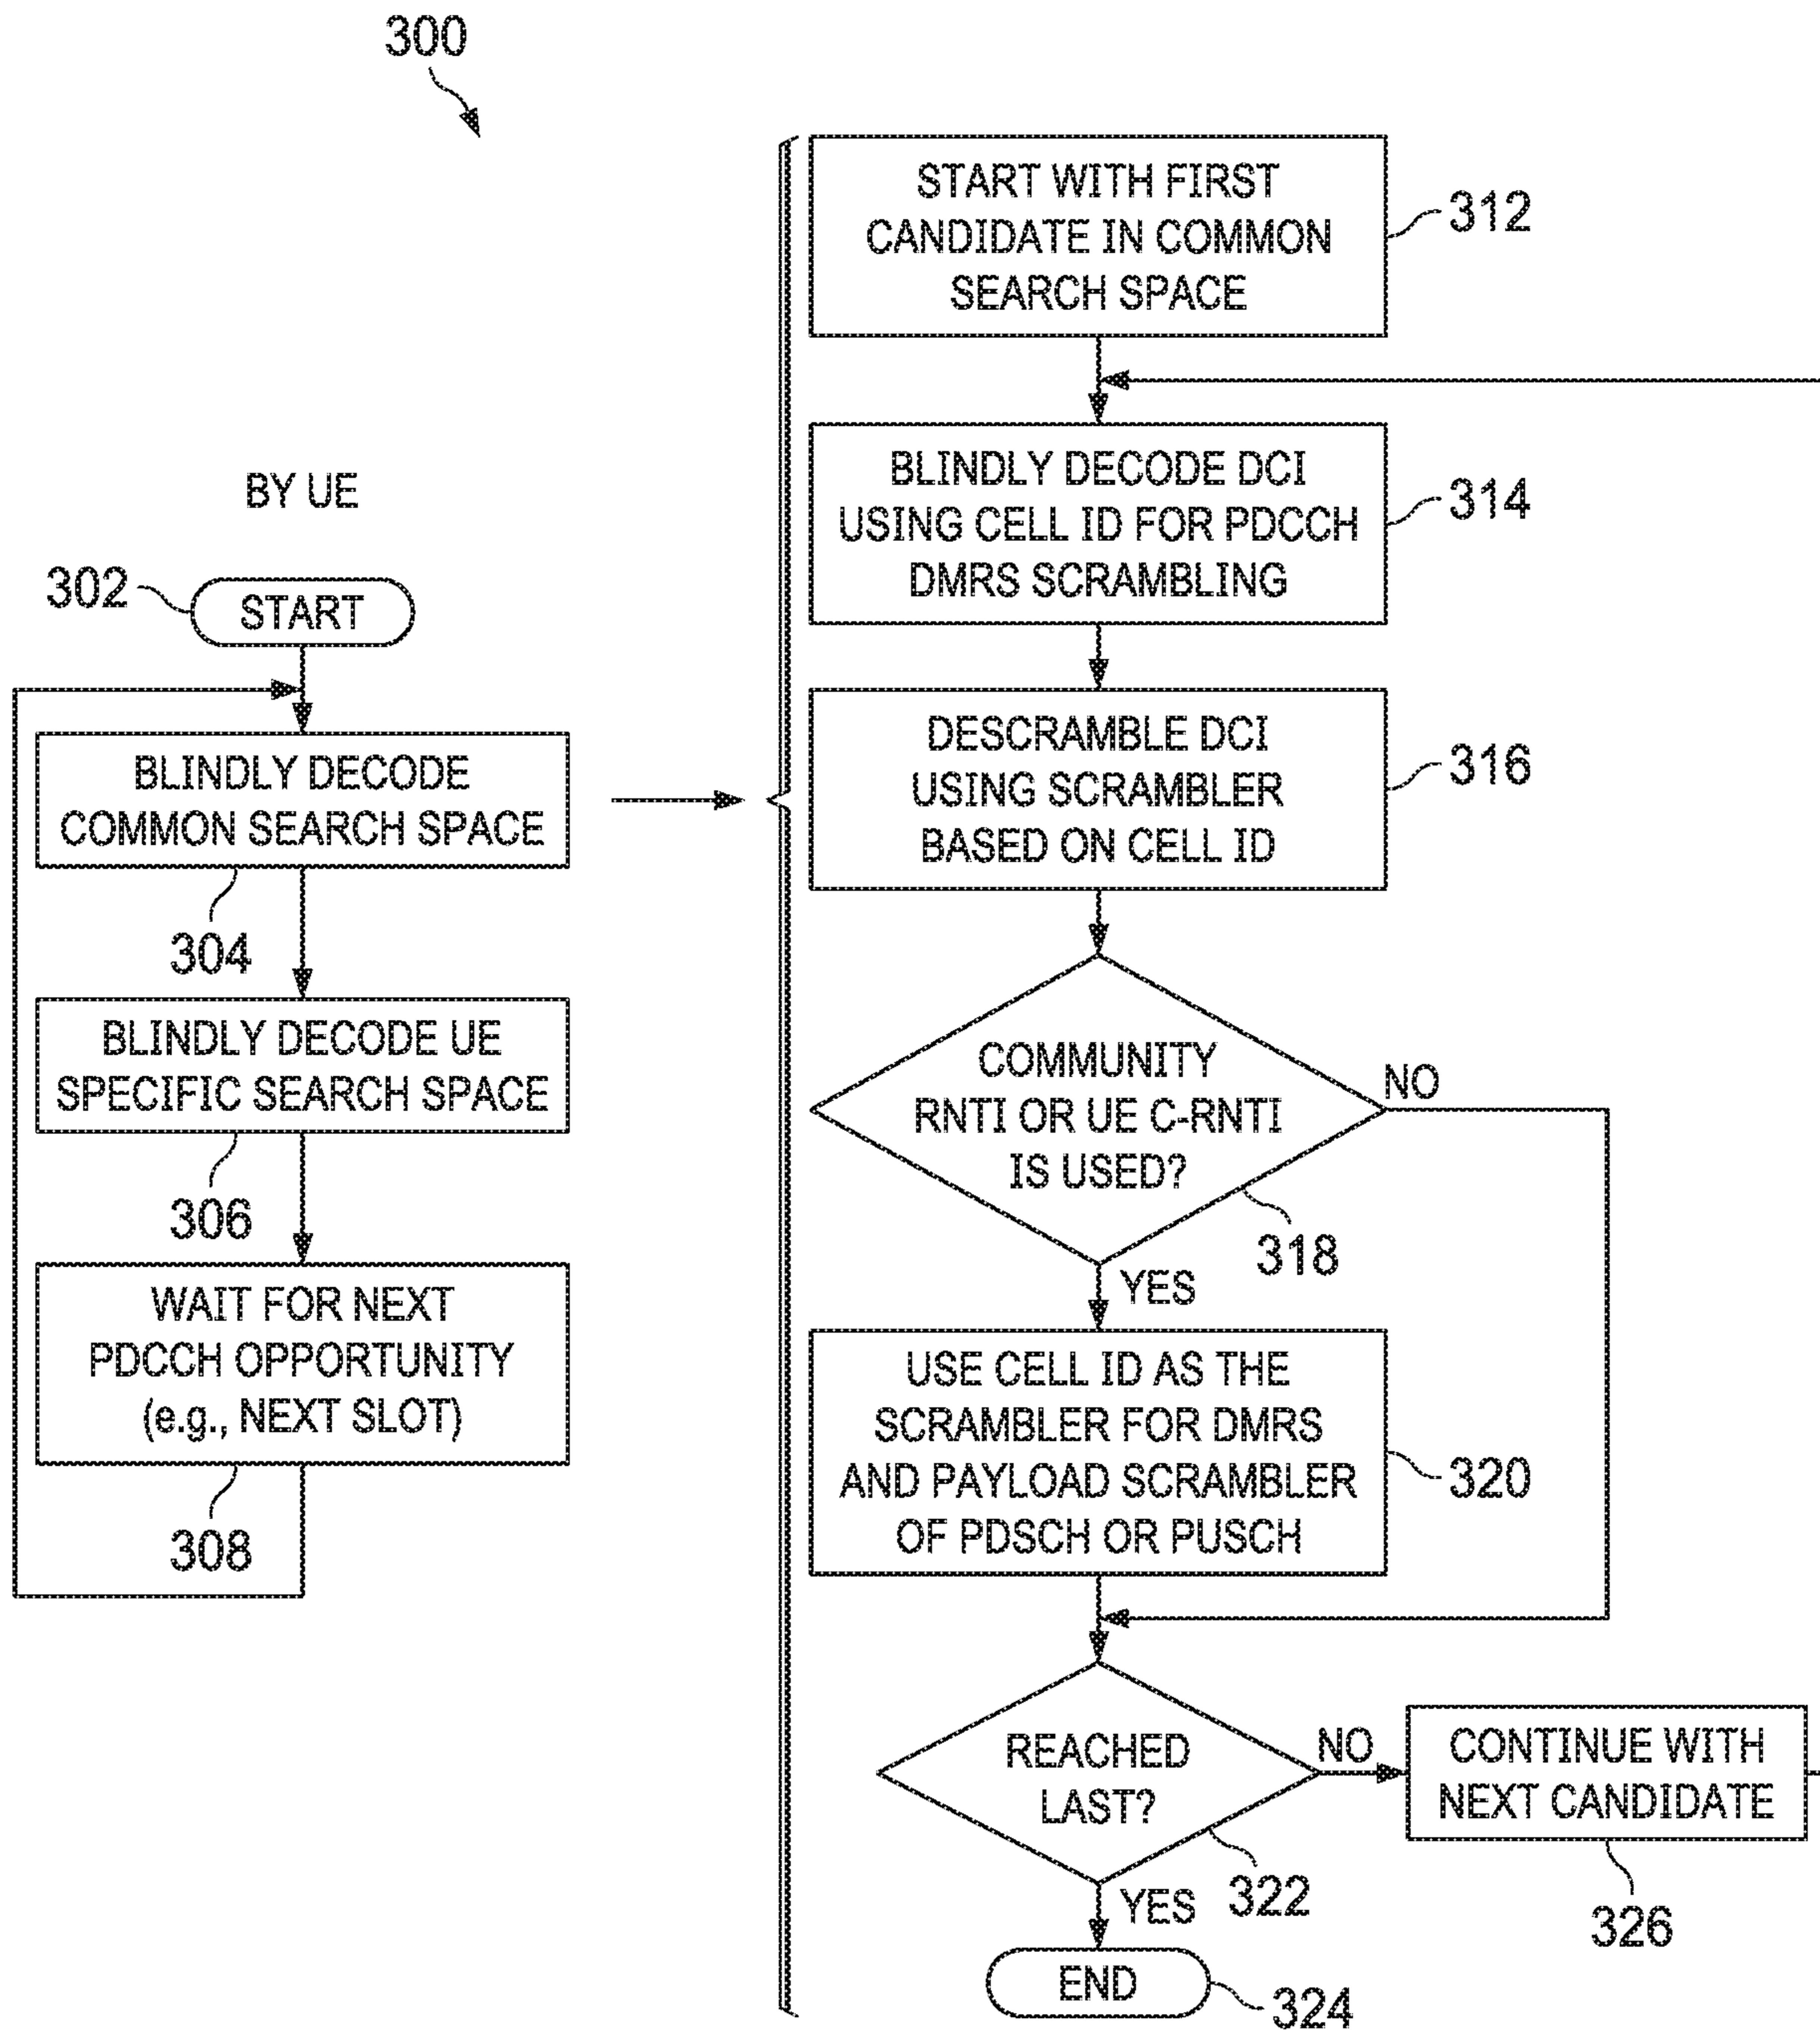 300
BY UE
302
START
BLINDLY DECODE
COMMON SEARCH SPACE
304
BLINDLY DECODE UE
SPECIFIC SEARCH SPACE
306
WAIT FOR NEXT
PDCCH OPPORTUNITY
(e.g., NEXT SLOT)
308
START WITH FIRST
CANDIDATE IN COMMON
SEARCH SPACE
312
BLINDLY DECODE DCI
USING CELL ID FOR PDCCH
DMRS SCRAMBLING
314
DESCRAMBLE DCI
USING SCRAMBLER
BASED ON CELL ID
316
COMMUNITY
RNTI OR UE C-RNTI
IS USED?
NO
318
YES
USE CELL ID AS THE
SCRAMBLER FOR DMRS
AND PAYLOAD SCRAMBLER
OF PDSCH OR PUSCH
320
REACHED
LAST?
NO
322
CONTINUE WITH
NEXT CANDIDATE
326
YES
END
324